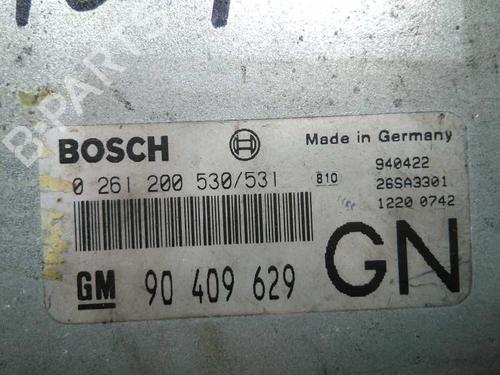 BOSCH
Made in Germany
0 261 200 530/531
B10
940422
26SA3301
1220 0742
GM 90 409 629
GN
B-PARTS